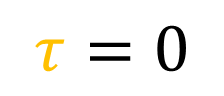 τ = 0